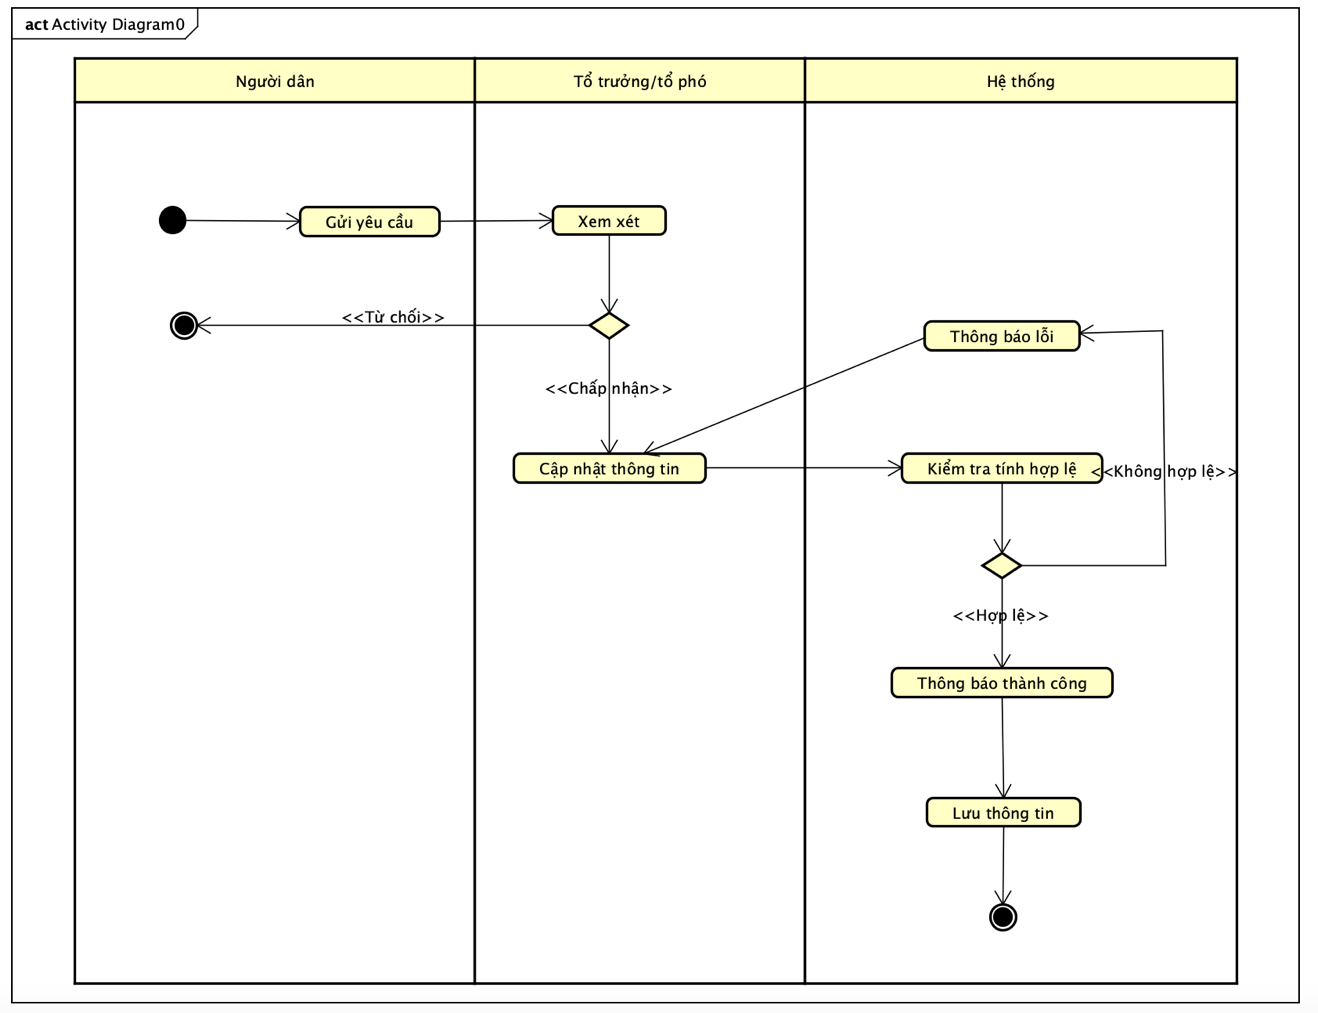 act Activity Diagram0
Người dân
Tổ trưởng/tổ phó
Hệ thống
Gửi yêu cầu
Xem xét
<<Từ chối>>
Thông báo lỗi
<<Chấp nhận>>
Cập nhật thông tin
Kiểm tra tính hợp lệ
<<Không hợp lệ>>
<<Hợp lệ>>
Thông báo thành công
Lưu thông tin